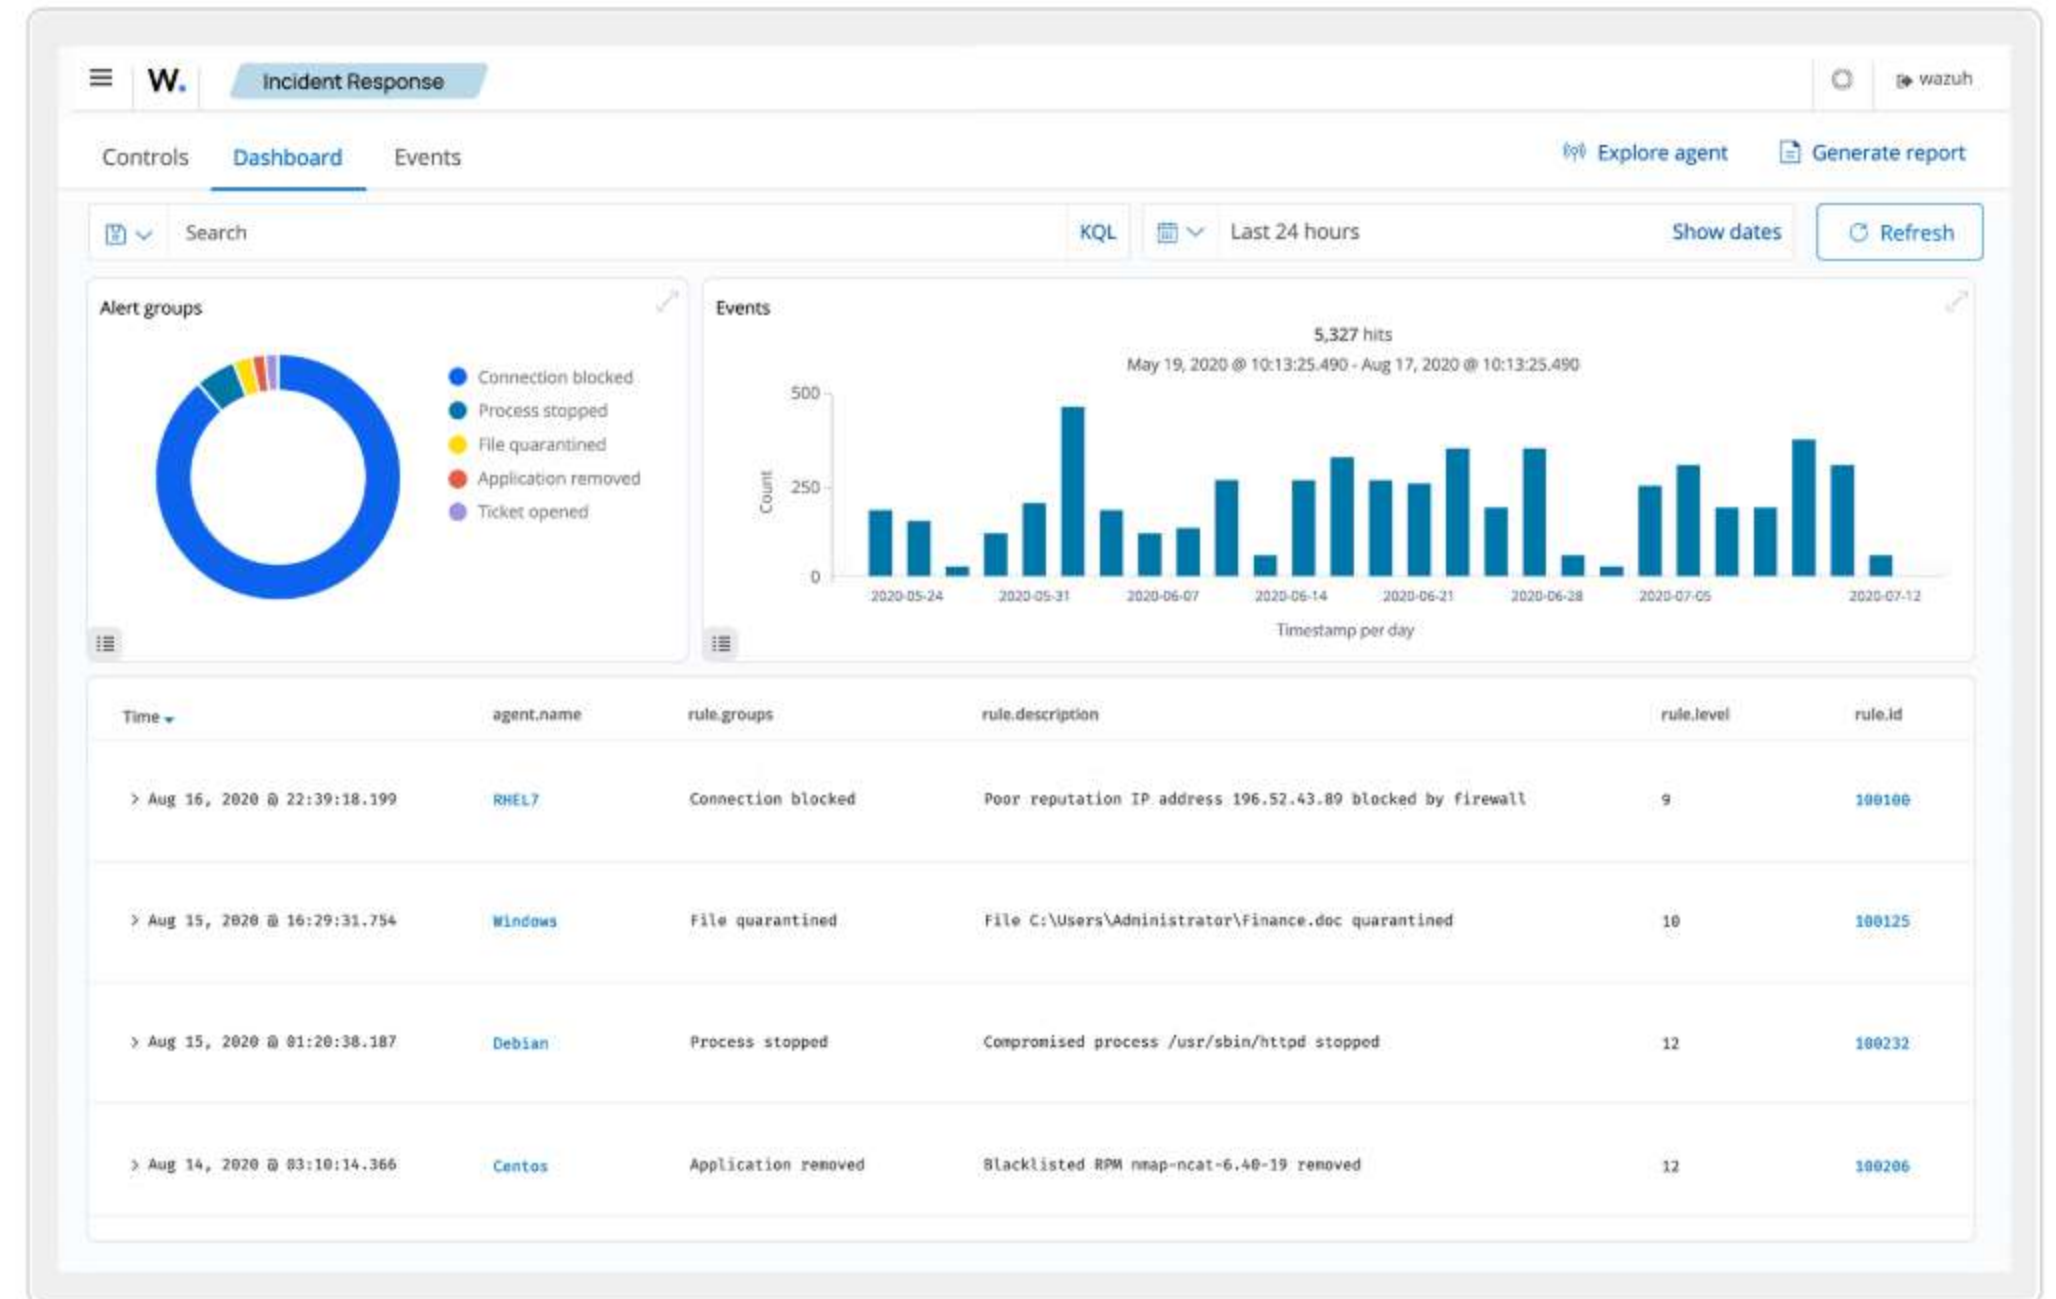 W. Incident Response wazuh
Controls Dashboard Events Explore agent Generate report
Search KQL Last 24 hours Show dates Refresh
Alert groups
Connection blocked
Process stopped
File quarantined
Application removed
Ticket opened
Events
5,327 hits
May 19, 2020 @ 10:13:25.490 - Aug 17, 2020 @ 10:13:25.490
500
250
0
Count
2020-05-24 2020-05-31 2020-06-07 2020-06-14 2020-06-21 2020-06-28 2020-07-05 2020-07-12
Timestamp per day
Time agent.name rule.groups rule.description rule.level rule.id
> Aug 16, 2020 @ 22:39:18.199 RHEL7 Connection blocked Poor reputation IP address 196.52.43.89 blocked by firewall 9 100100
> Aug 15, 2020 @ 16:29:31.754 Windows File quarantined File C:\Users\Administrator\Finance.doc quarantined 10 100125
> Aug 15, 2020 @ 01:20:38.187 Debian Process stopped Compromised process /usr/sbin/httpd stopped 12 100232
> Aug 14, 2020 @ 03:10:14.366 Centos Application removed Blacklisted RPM nmap-ncat-6.40-19 removed 12 100206